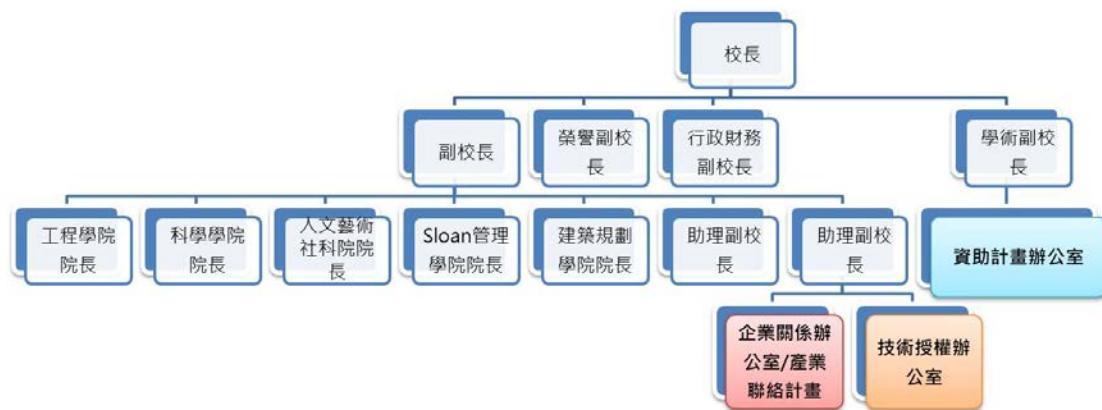 校長
副校長
榮譽副校
長
行政財務
副校長
學術副校
長
工程學院
院長
科學學院
院長
人文藝術
社科院院
長
Sloan管理
學院院長
建築規劃
學院院長
助理副校
長
助理副校
長
資助計畫辦公室
企業關係辦
公室/產業
聯絡計畫
技術授權辦
公室